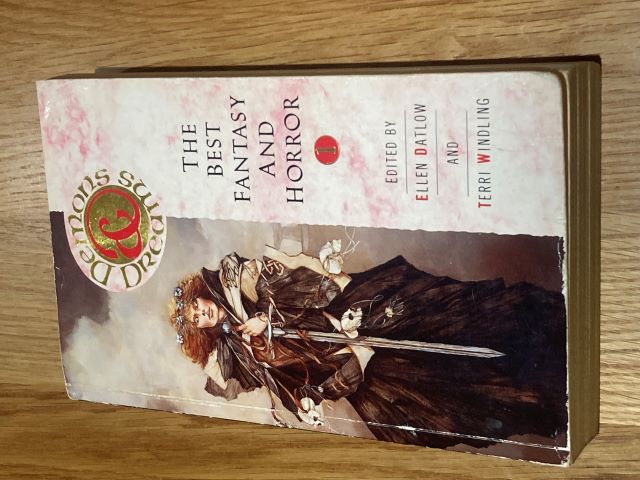 Demons &
Dreams
THE
BEST
FANTASY
AND
HORROR
1
EDITED BY
ELLEN DATLOW
AND
TERRI WINDLING